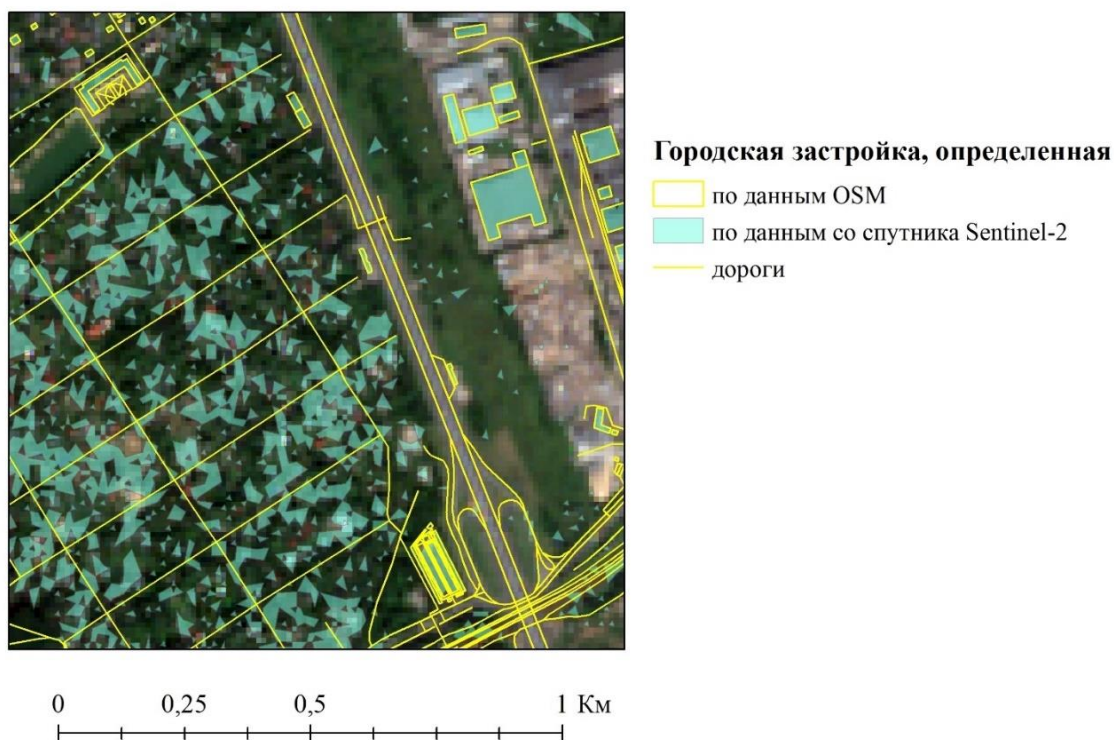 Городская застройка, определенная
по данным OSM
по данным со спутника Sentinel-2
дороги
0 0,25 0,5 1 Км